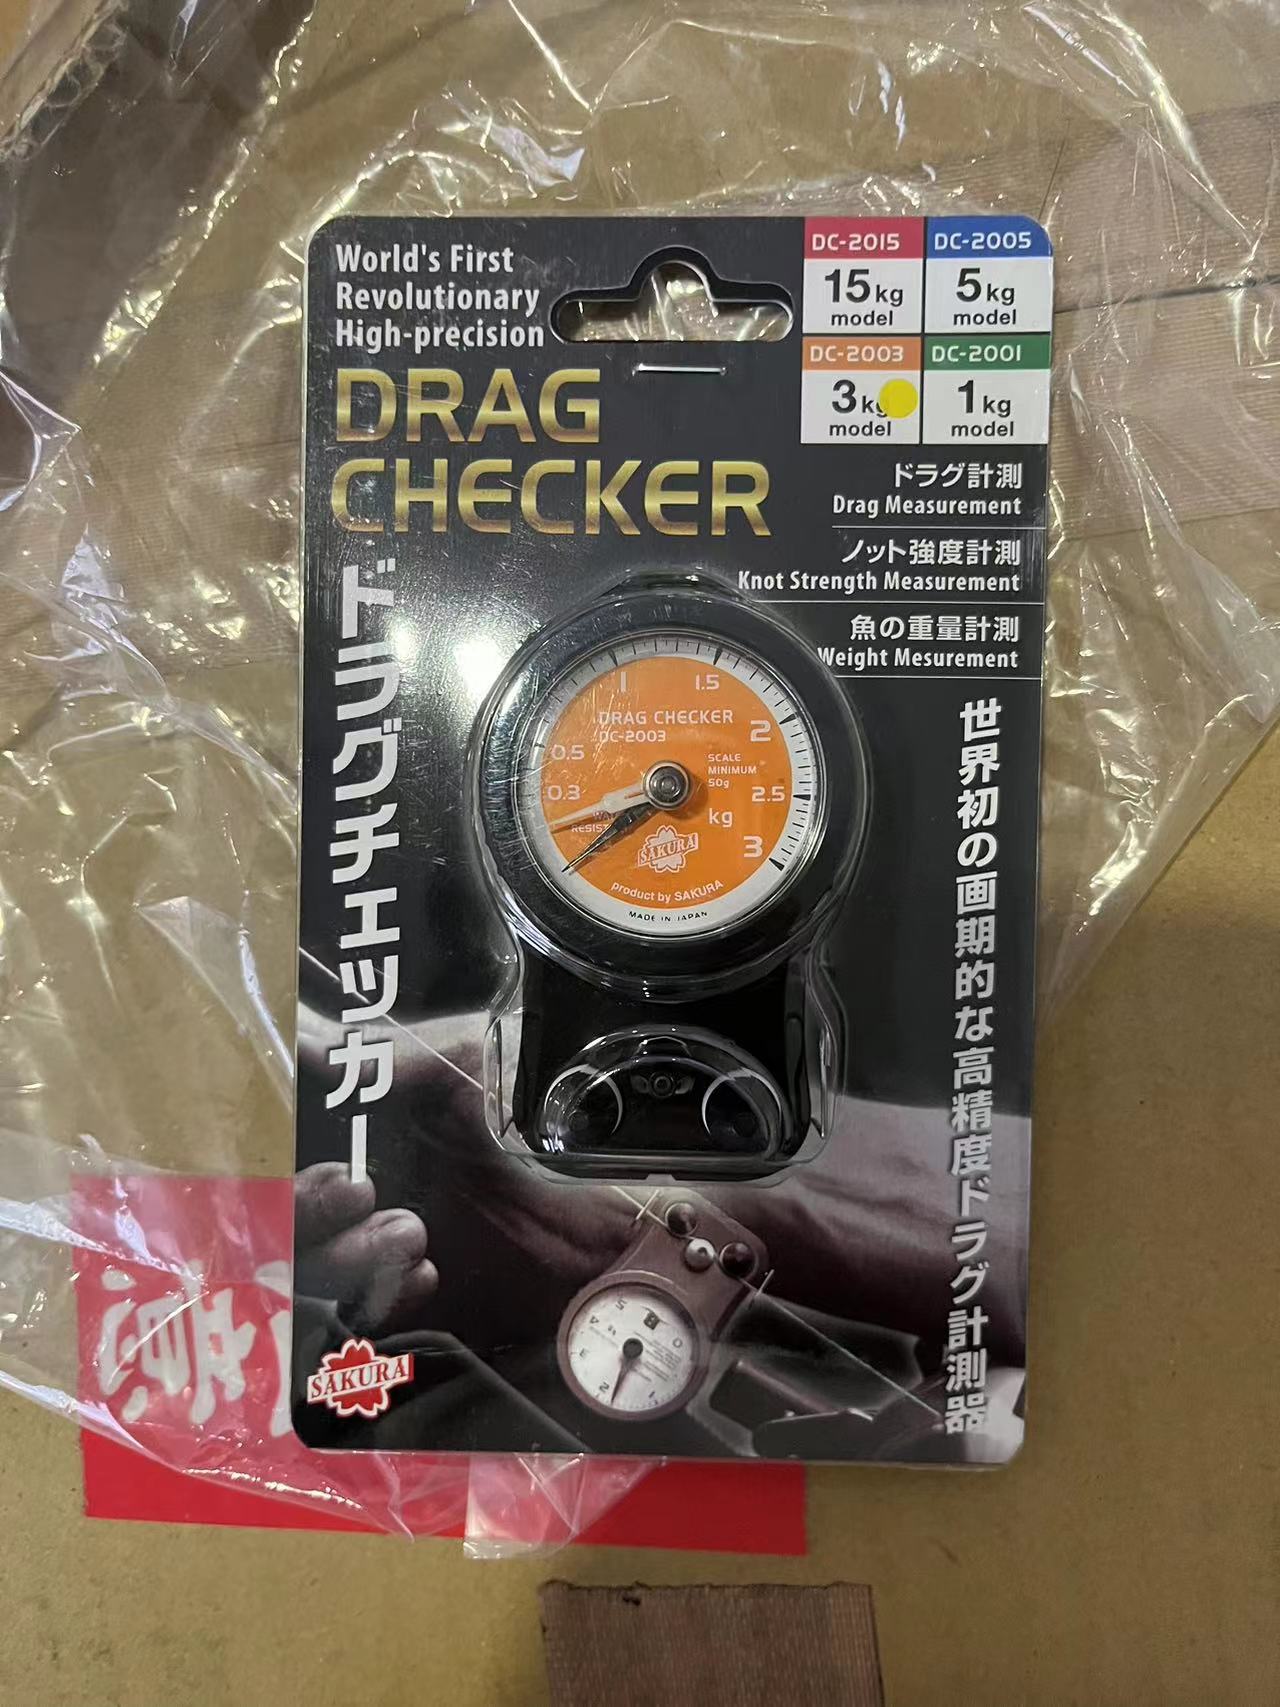 World's First
Revolutionary
High-precision
DRAG
CHECKER
DC-2015
15kg
model
DC-2005
5kg
model
DC-2003
3kg
model
DC-2001
1kg
model
ドラグ計測
Drag Measurement
ノット強度計測
Knot Strength Measurement
魚の重量計測
Weight Mesurement
ドラグチェッカー
世界初の画期的な高精度ドラグ計測器
1
1.5
DRAG CHECKER
DC-2003
2
0.5
SCALE
MINIMUM
50g
0.3
2.5
kg
3
SAKURA
product by SAKURA
MADE IN JAPAN
SAKURA